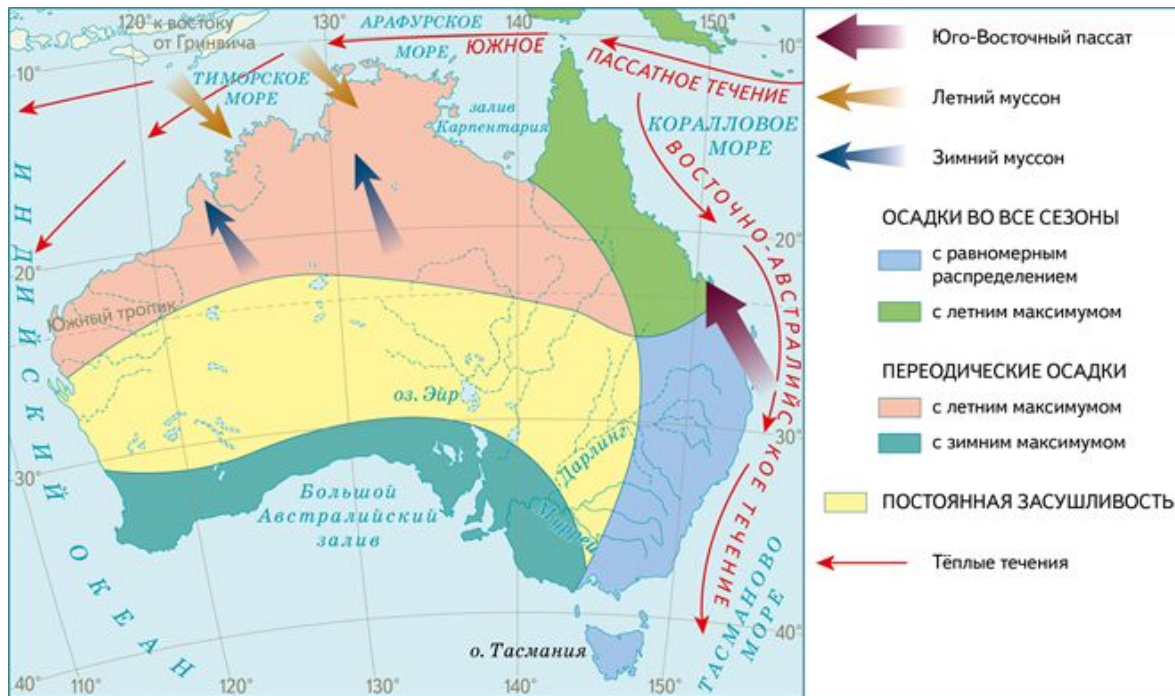 120° к востоку
от Гринвича
130°
АРАФУРСКОЕ
МОРЕ
140°
150°
10°
10°
ЮЖНОЕ
ПАССАТНОЕ ТЕЧЕНИЕ
ТИМОРСКОЕ
МОРЕ
залив
Карпентария
КОРАЛЛОВОЕ
МОРЕ
ВОСТОЧНО-АВСТРАЛИЙСКОЕ ТЕЧЕНИЕ
ИНДИЙСКИЙ ОКЕАН
20°
20°
Южный тропик
оз. Эйр
30°
30°
Дарлинг
Муррей
Большой
Австралийский
залив
ТАСМАНОВО
МОРЕ
о. Тасмания
40°
40°
110°
120°
130°
140°
150°
Юго-Восточный пассат
Летний муссон
Зимний муссон
ОСАДКИ ВО ВСЕ СЕЗОНЫ
с равномерным
распределением
с летним максимумом
ПЕРЕОДИЧЕСКИЕ ОСАДКИ
с летним максимумом
с зимним максимумом
ПОСТОЯННАЯ ЗАСУШЛИВОСТЬ
Тёплые течения